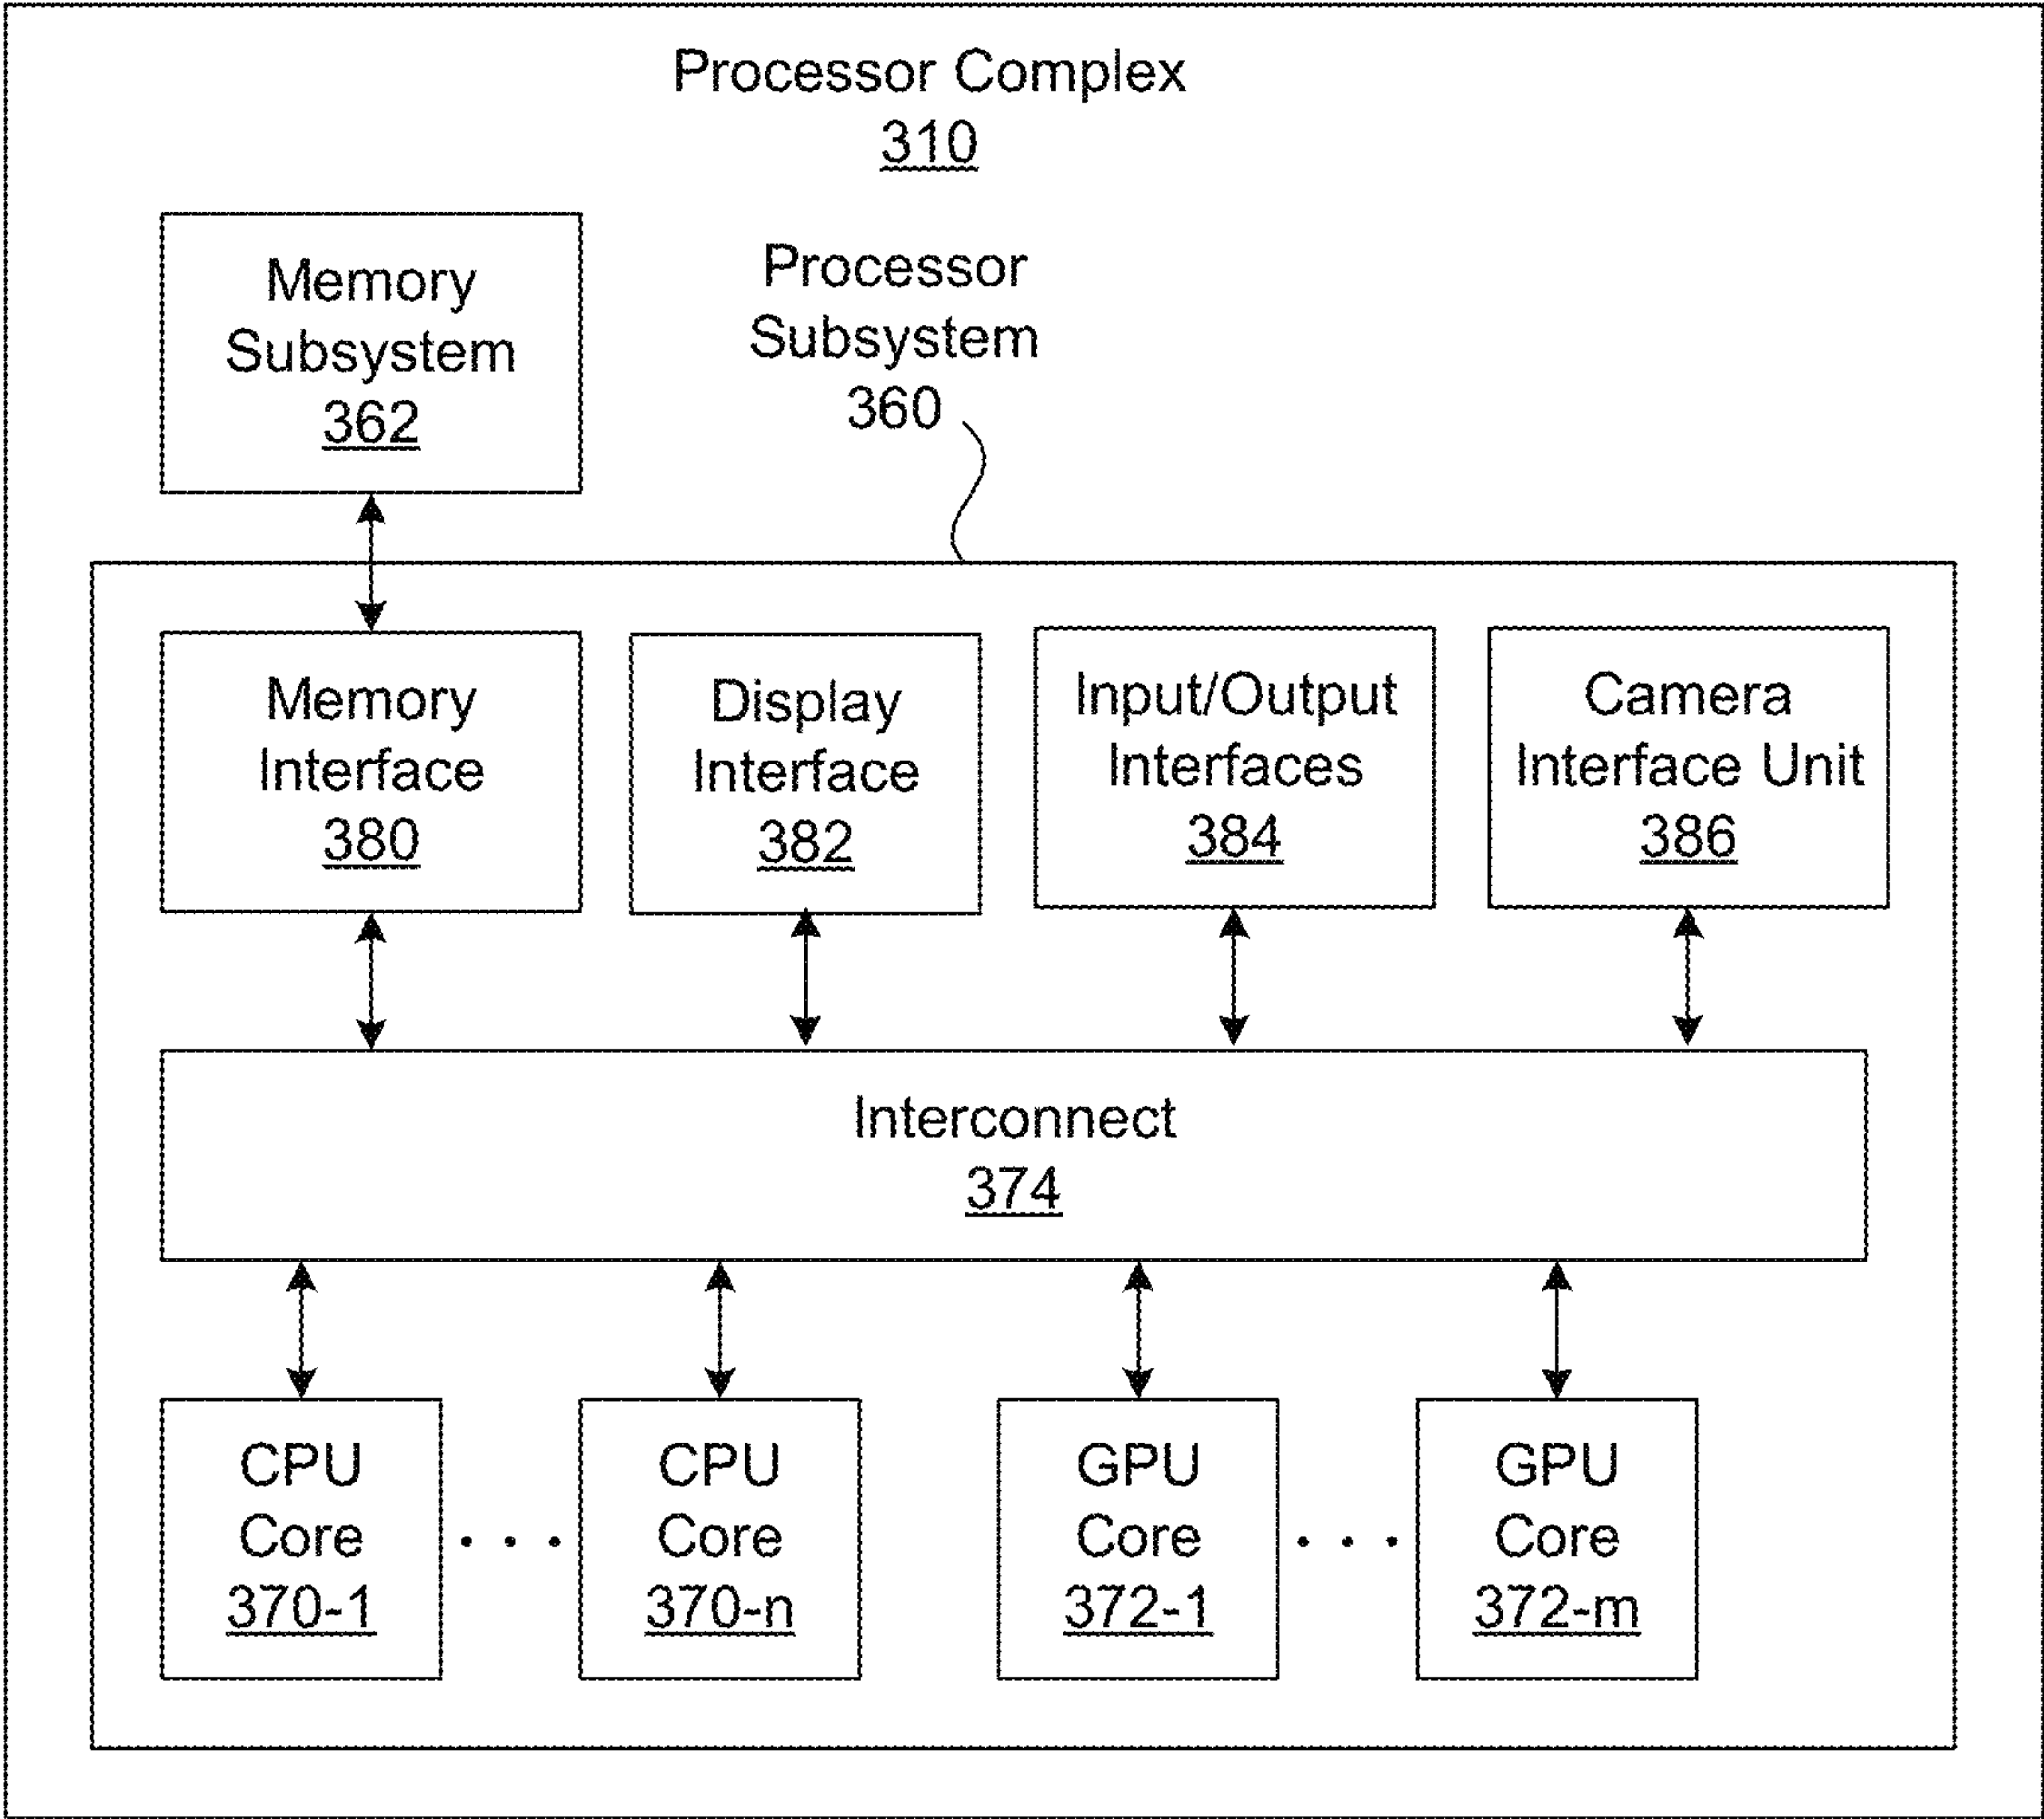 Processor Complex
310
Memory
Subsystem
362
Processor
Subsystem
360
Memory
Interface
380
Display
Interface
382
Input/Output
Interfaces
384
Camera
Interface Unit
386
Interconnect
374
CPU
Core
370-1
. . .
CPU
Core
370-n
GPU
Core
372-1
. . .
GPU
Core
372-m